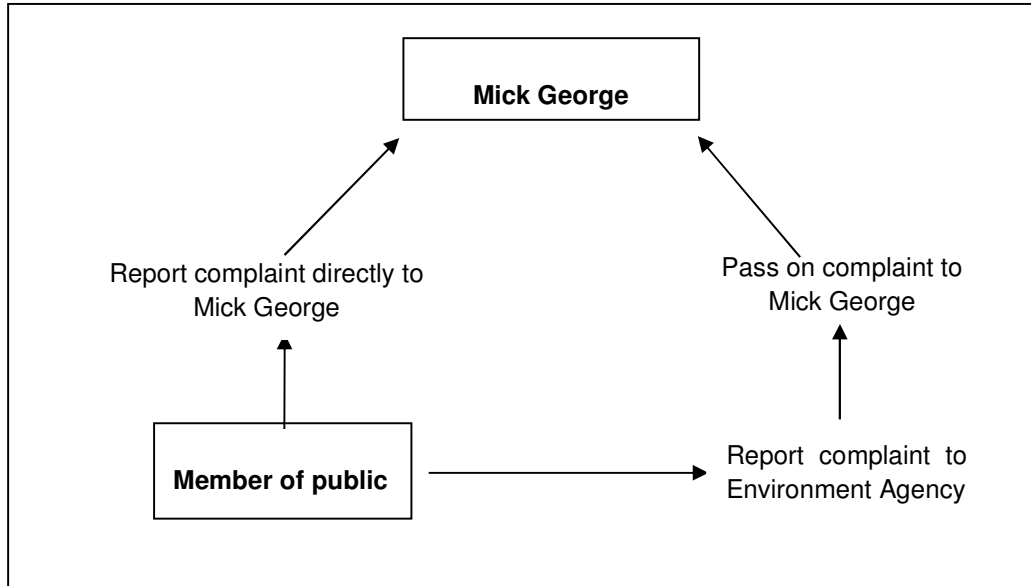 Mick George
Report complaint directly to
Mick George
Pass on complaint to
Mick George
Member of public
Report complaint to
Environment Agency